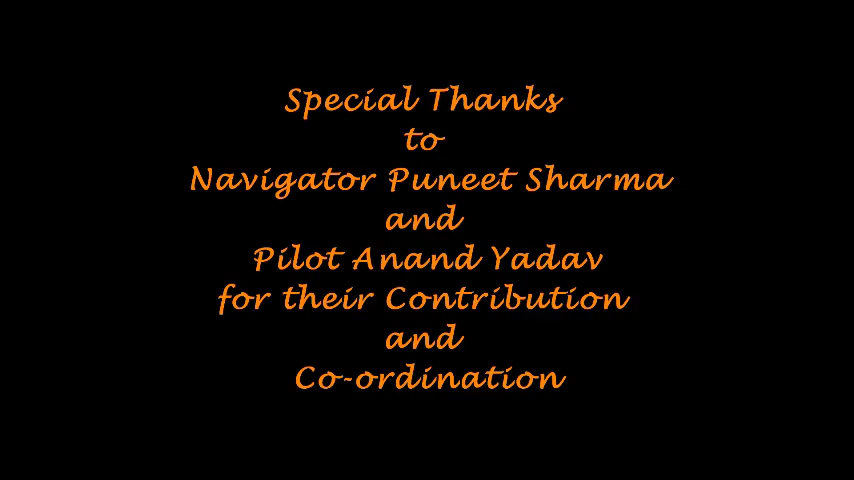 Special Thanks
to
Navigator Puneet Sharma
and
Pilot Anand Yadav
for their Contribution
and
Co-ordination